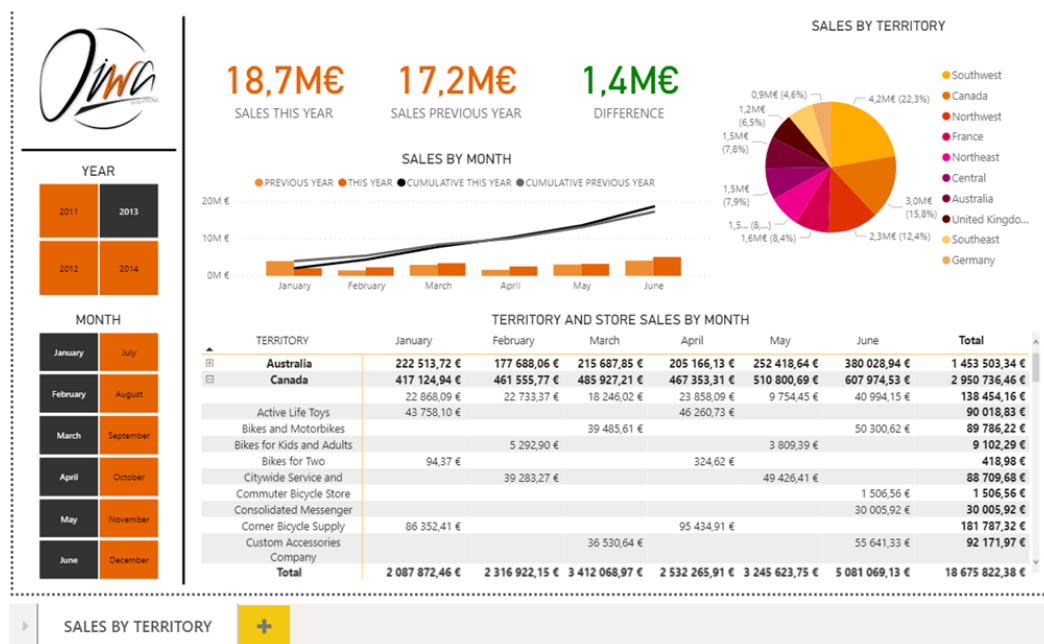 Jiwa
SOLUTIONS
18,7M€
SALES THIS YEAR
17,2M€
SALES PREVIOUS YEAR
1,4M€
DIFFERENCE
SALES BY TERRITORY
0,9M€ (4,6%)
1,2M€
(6,5%)
1,5M€
(7,8%)
1,5M€
(7,9%)
1,5... (8,...)
1,6M€ (8,4%)
4,2M€ (22,3%)
3,0M€
(15,8%)
2,3M€ (12,4%)
Southwest
Canada
Northwest
France
Northeast
Central
Australia
United Kingdo...
Southeast
Germany
YEAR
2011 2013
2012 2014
MONTH
January July
February August
March September
April October
May November
June December
SALES BY MONTH
PREVIOUS YEAR THIS YEAR CUMULATIVE THIS YEAR CUMULATIVE PREVIOUS YEAR
20M €
10M €
0M €
January February March April May June
TERRITORY AND STORE SALES BY MONTH
TERRITORY January February March April May June Total
Australia 222 513,72 € 177 688,06 € 215 687,85 € 205 166,13 € 252 418,64 € 380 028,94 € 1 453 503,34 €
Canada 417 124,94 € 461 555,77 € 485 927,21 € 467 353,31 € 510 800,69 € 607 974,53 € 2 950 736,46 €
22 868,09 € 22 733,37 € 18 246,02 € 23 858,09 € 9 754,45 € 40 994,15 € 138 454,16 €
Active Life Toys 43 758,10 € 46 260,73 € 90 018,83 €
Bikes and Motorbikes 39 485,61 € 50 300,62 € 89 786,22 €
Bikes for Kids and Adults 5 292,90 € 3 809,39 € 9 102,29 €
Bikes for Two 94,37 € 324,62 € 418,98 €
Citywide Service and 39 283,27 € 49 426,41 € 88 709,68 €
Commuter Bicycle Store 1 506,56 € 1 506,56 €
Consolidated Messenger 30 005,92 € 30 005,92 €
Corner Bicycle Supply 86 352,41 € 95 434,91 € 181 787,32 €
Custom Accessories
Company 36 530,64 € 55 641,33 € 92 171,97 €
Total 2 087 872,46 € 2 316 922,15 € 3 412 068,97 € 2 532 265,91 € 3 245 623,75 € 5 081 069,13 € 18 675 822,38 €
SALES BY TERRITORY +